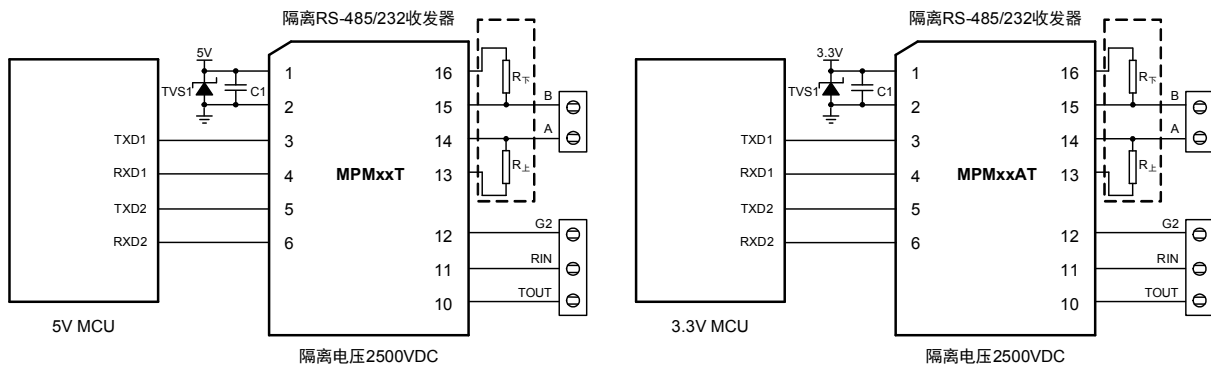 隔离RS-485/232收发器
5V
TVS1
C1
1
2
3
4
5
6
TXD1
RXD1
TXD2
RXD2
MPMxxT
16
15
14
13
12
11
10
R下
R上
B
A
G2
RIN
TOUT
5V MCU
隔离电压2500VDC
隔离RS-485/232收发器
3.3V
TVS1
C1
1
2
3
4
5
6
TXD1
RXD1
TXD2
RXD2
MPMxxAT
16
15
14
13
12
11
10
R下
R上
B
A
G2
RIN
TOUT
3.3V MCU
隔离电压2500VDC